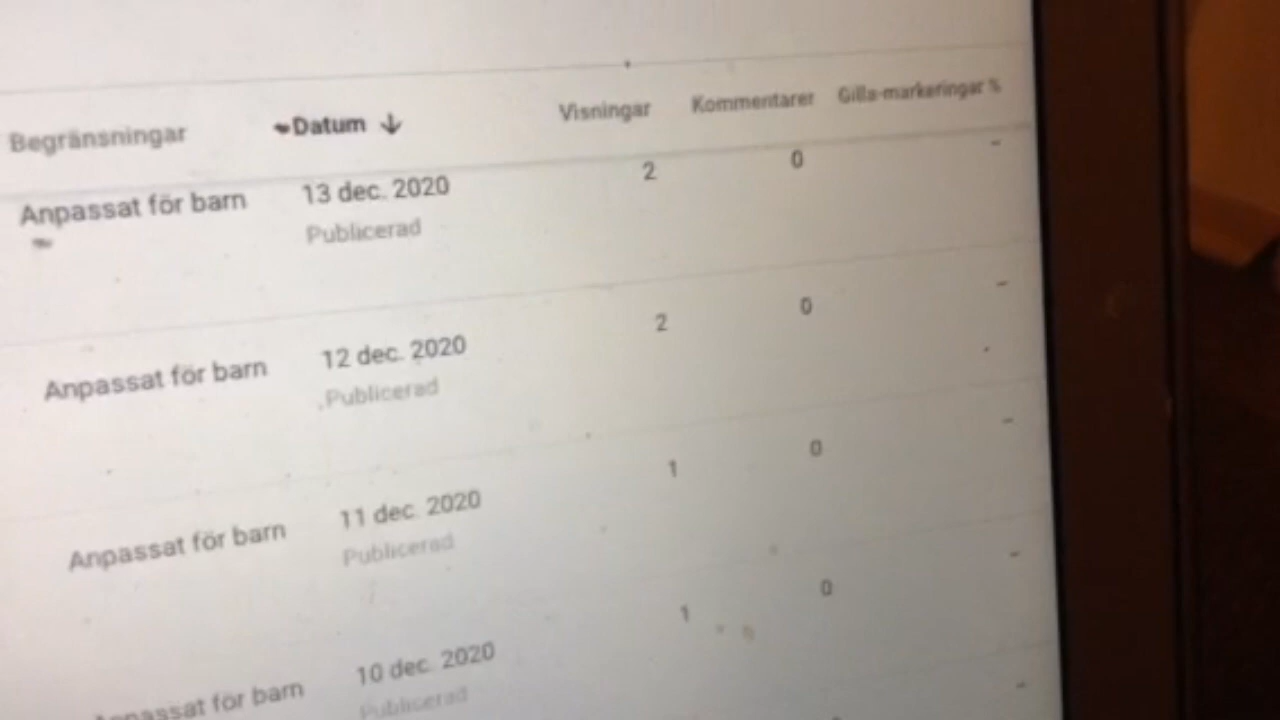 Begränsningar Datum ↓ Visningar Kommentarer Gilla-markeringar %
Anpassat för barn 13 dec. 2020 2 0 –
Publicerad
Anpassat för barn 12 dec. 2020 2 0 –
Publicerad
Anpassat för barn 11 dec. 2020 1 0 –
Publicerad
Anpassat för barn 10 dec. 2020 1 0 –
Publicerad
–